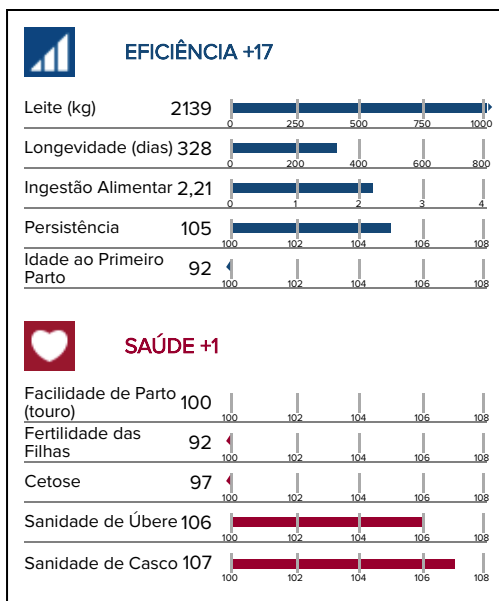 EFICIÊNCIA +17
Leite (kg) 2139
0 250 500 750 1000
Longevidade (dias) 328
0 200 400 600 800
Ingestão Alimentar 2,21
0 1 2 3 4
Persistência 105
100 102 104 106 108
Idade ao Primeiro
Parto 92
100 102 104 106 108
SAÚDE +1
Facilidade de Parto
(touro) 100
100 102 104 106 108
Fertilidade das
Filhas 92
100 102 104 106 108
Cetose 97
100 102 104 106 108
Sanidade de Úbere 106
100 102 104 106 108
Sanidade de Casco 107
100 102 104 106 108